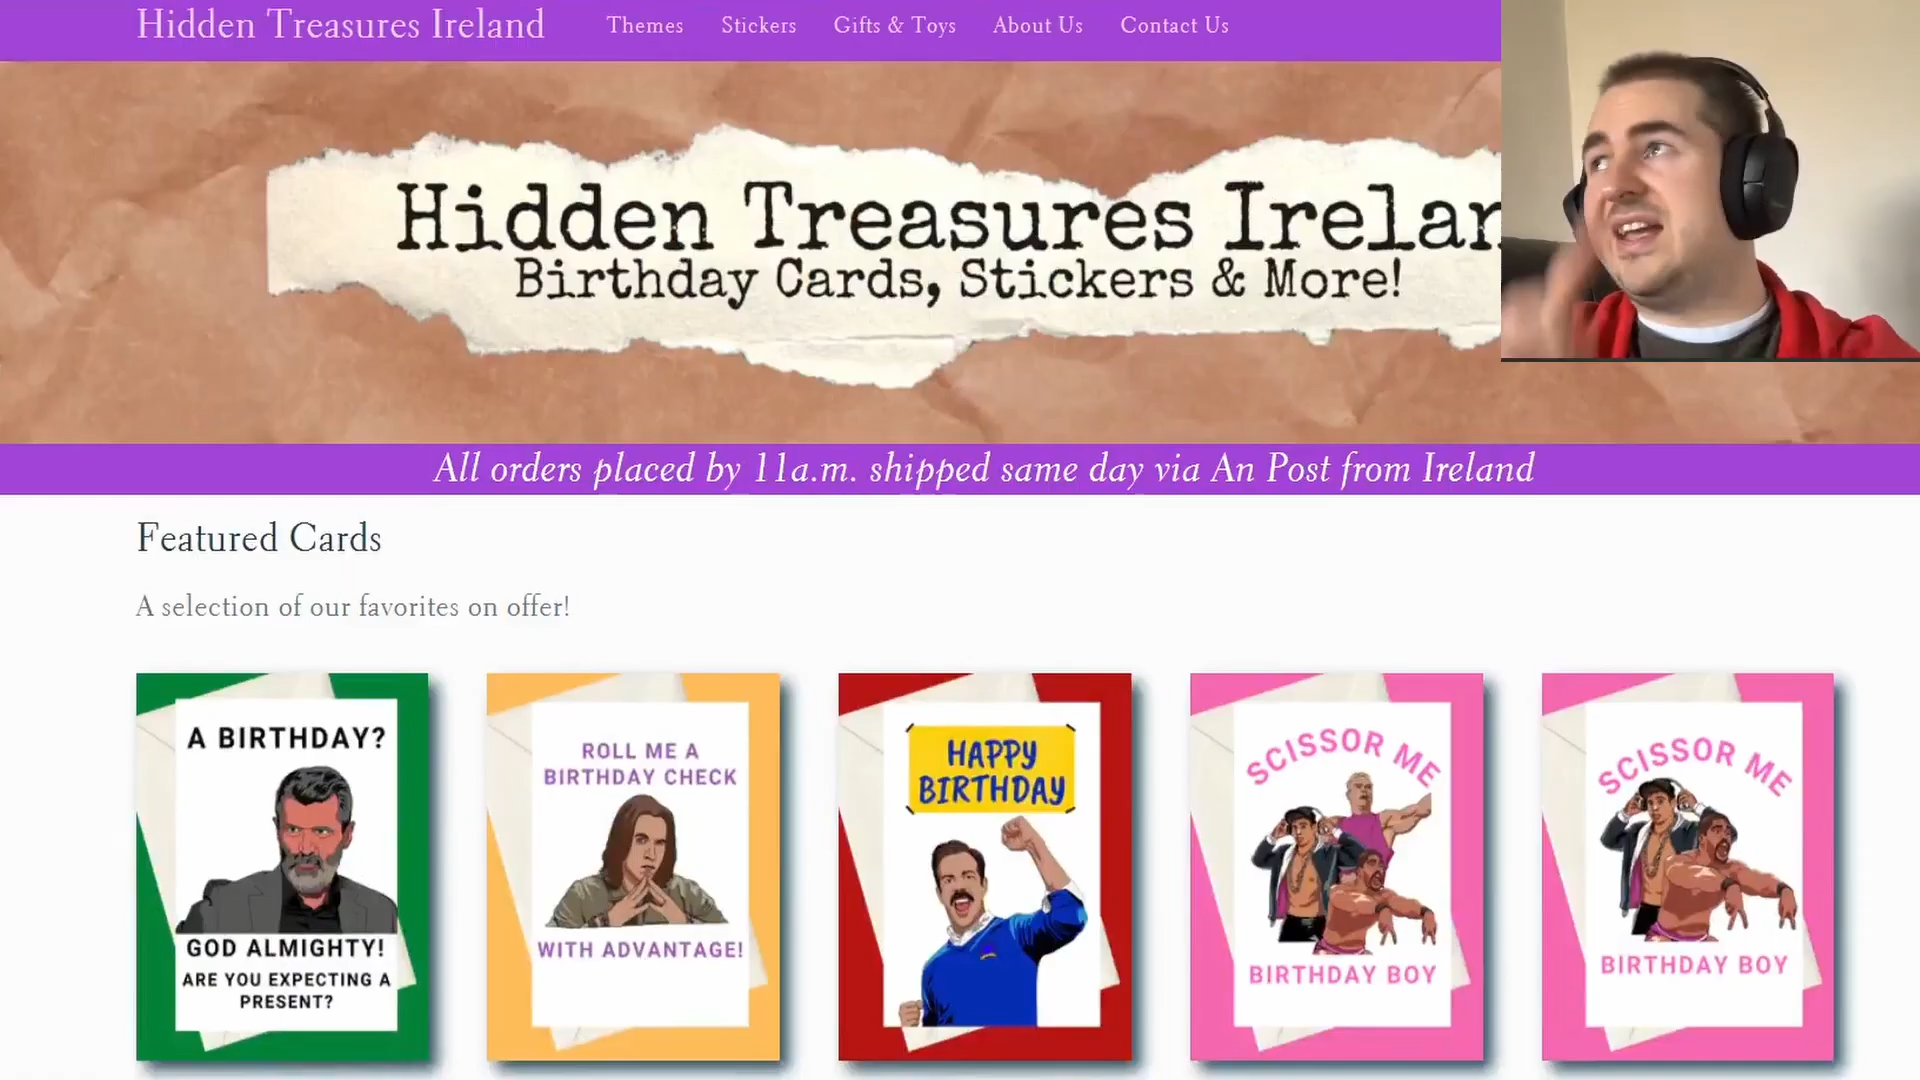 Hidden Treasures Ireland
Themes
Stickers
Gifts & Toys
About Us
Contact Us
Hidden Treasures Irelan
Birthday Cards, Stickers & More!
All orders placed by 11a.m. shipped same day via An Post from Ireland
Featured Cards
A selection of our favorites on offer!
A BIRTHDAY?
GOD ALMIGHTY!
ARE YOU EXPECTING A
PRESENT?
ROLL ME A
BIRTHDAY CHECK
WITH ADVANTAGE!
HAPPY
BIRTHDAY
SCISSOR ME
BIRTHDAY BOY
SCISSOR ME
BIRTHDAY BOY